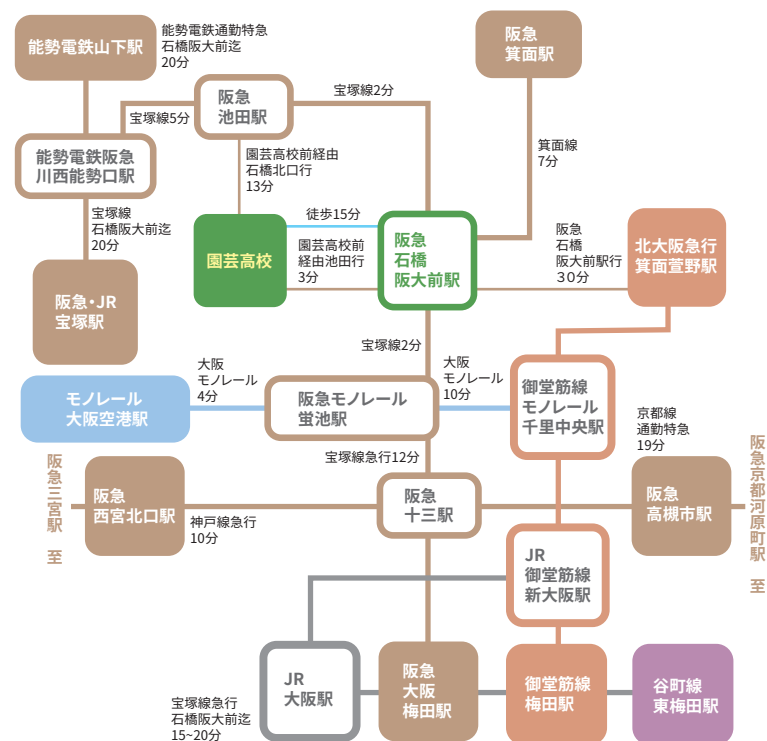 能勢電鉄山下駅
能勢電鉄通勤特急
石橋阪大前迄
20分
阪急
箕面駅
宝塚線2分
阪急
池田駅
宝塚線5分
能勢電鉄阪急
川西能勢口駅
園芸高校前経由
石橋北口行
13分
箕面線
7分
宝塚線
石橋阪大前迄
20分
徒歩15分
園芸高校
園芸高校前
経由池田行
3分
阪急
石橋
阪大前駅
阪急
石橋
阪大前駅行
30分
北大阪急行
箕面萱野駅
阪急・JR
宝塚駅
宝塚線2分
大阪
モノレール
4分
大阪
モノレール
10分
モノレール
大阪空港駅
阪急モノレール
蛍池駅
御堂筋線
モノレール
千里中央駅
京都線
通勤特急
19分
宝塚線急行12分
阪急三宮駅 至
阪急
西宮北口駅
神戸線急行
10分
阪急
十三駅
阪急
高槻市駅
阪急京都河原町駅 至
JR
御堂筋線
新大阪駅
宝塚線急行
石橋阪大前迄
15~20分
JR
大阪駅
阪急
大阪
梅田駅
御堂筋線
梅田駅
谷町線
東梅田駅